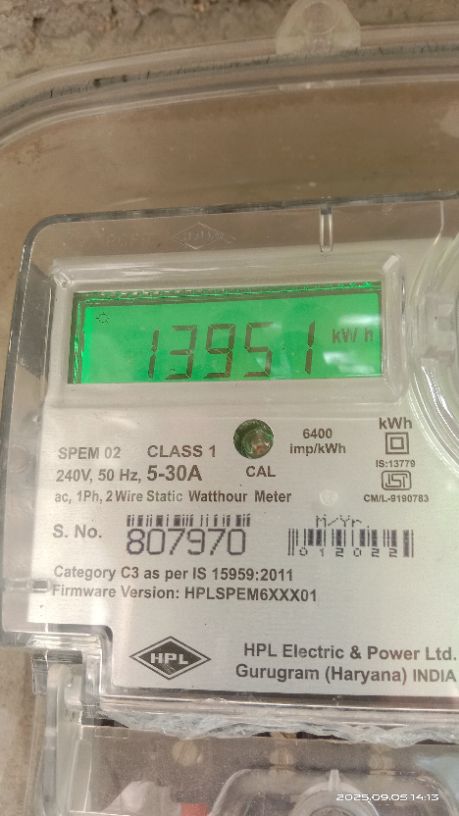 13951 kWh
SPEM 02 CLASS 1
6400 imp/kWh
kWh
240V, 50 Hz, 5-30A
CAL
IS:13779
ISI
CM/L-9190783
ac, 1Ph, 2 Wire Static Watthour Meter
S. No. 807970
M/Yr.
012022
Category C3 as per IS 15959:2011
Firmware Version: HPLSPEM6XXX01
HPL
HPL Electric & Power Ltd.
Gurugram (Haryana) INDIA
2025.09.05 14:13